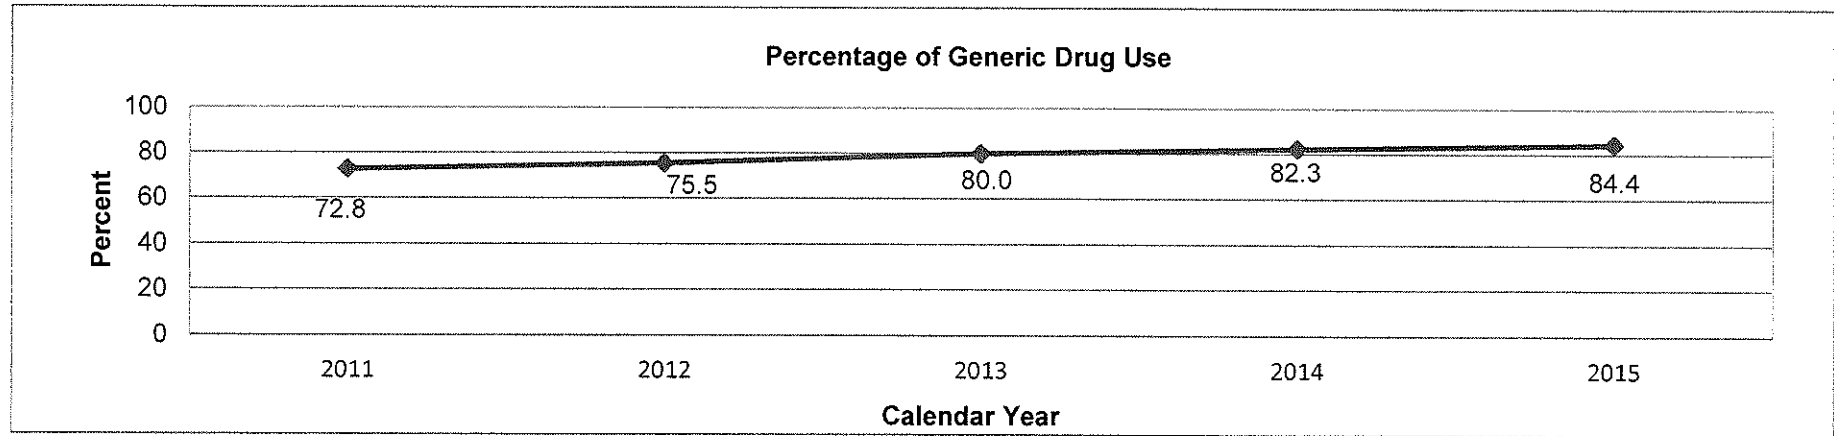 Percentage of Generic Drug Use
100
80
60
40
20
0
Percent
72.8
75.5
80.0
82.3
84.4
2011 2012 2013 2014 2015
Calendar Year